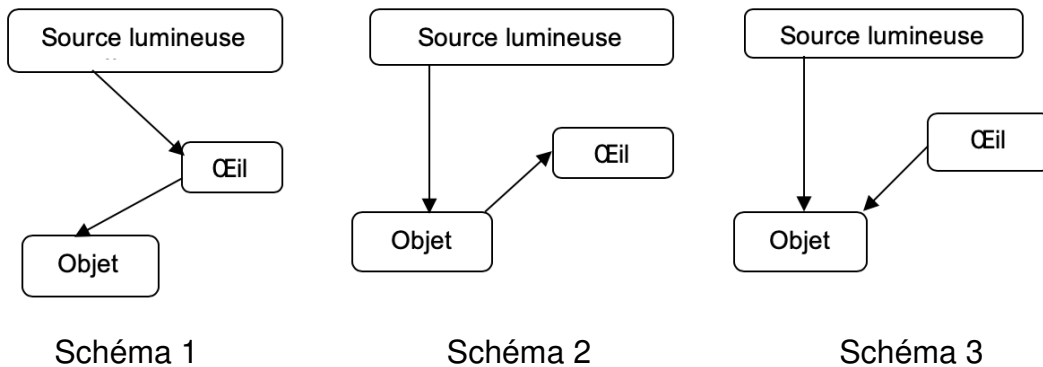 Source lumineuse
Œil
Objet
Schéma 1
Source lumineuse
Œil
Objet
Schéma 2
Source lumineuse
Œil
Objet
Schéma 3